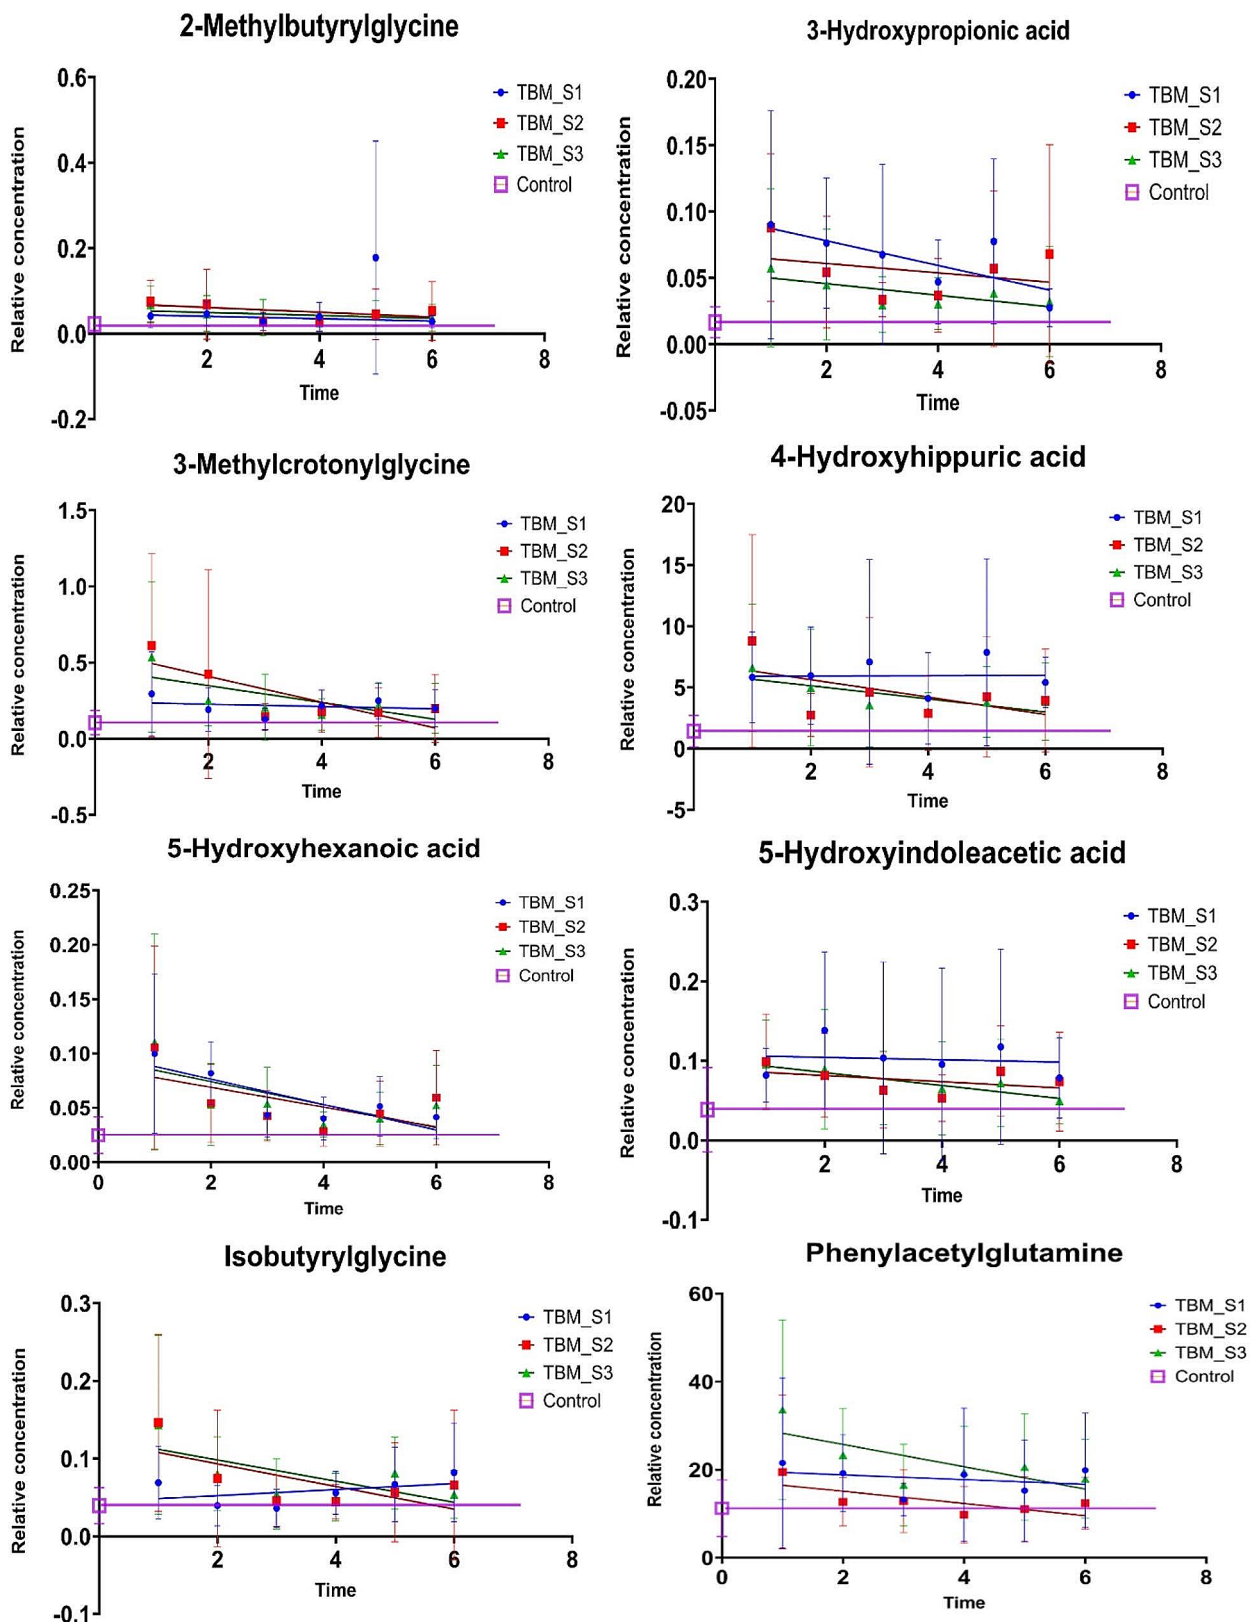 2-Methylbutyrylglycine
Relative concentration
0.6
0.4
0.2
0.0
-0.2
2
4
6
8
Time
TBM_S1
TBM_S2
TBM_S3
Control
3-Hydroxypropionic acid
Relative concentration
0.20
0.15
0.10
0.05
0.00
-0.05
2
4
6
8
Time
TBM_S1
TBM_S2
TBM_S3
Control
3-Methylcrotonylglycine
Relative concentration
1.5
1.0
0.5
0.0
-0.5
2
4
6
8
Time
TBM_S1
TBM_S2
TBM_S3
Control
4-Hydroxyhippuric acid
Relative concentration
20
15
10
5
0
-5
2
4
6
8
Time
TBM_S1
TBM_S2
TBM_S3
Control
5-Hydroxyhexanoic acid
Relative concentration
0.25
0.20
0.15
0.10
0.05
0.00
0
2
4
6
8
Time
TBM_S1
TBM_S2
TBM_S3
Control
5-Hydroxyindoleacetic acid
Relative concentration
0.3
0.2
0.1
0.0
-0.1
2
4
6
8
Time
TBM_S1
TBM_S2
TBM_S3
Control
Isobutyrylglycine
Relative concentration
0.3
0.2
0.1
0.0
-0.1
2
4
6
8
Time
TBM_S1
TBM_S2
TBM_S3
Control
Phenylacetylglutamine
Relative concentration
60
40
20
0
0
2
4
6
8
Time
TBM_S1
TBM_S2
TBM_S3
Control